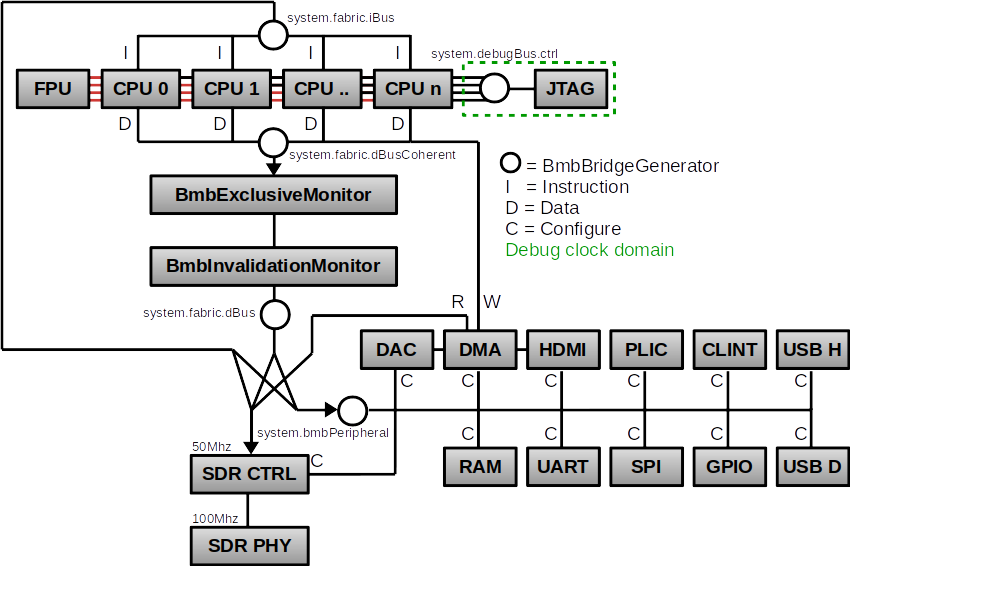 system.fabric.iBus
I I I I
system.debugBus.ctrl
FPU CPU 0 CPU 1 CPU .. CPU n JTAG
D D D D
system.fabric.dBusCoherent
= BmbBridgeGenerator
I = Instruction
D = Data
C = Configure
Debug clock domain
BmbExclusiveMonitor
BmbInvalidationMonitor
system.fabric.dBus
R W
DAC DMA HDMI PLIC CLINT USB H
C C C C C C
system.bmbPeripheral
C C C C C
50Mhz
SDR CTRL
C
RAM UART SPI GPIO USB D
100Mhz
SDR PHY